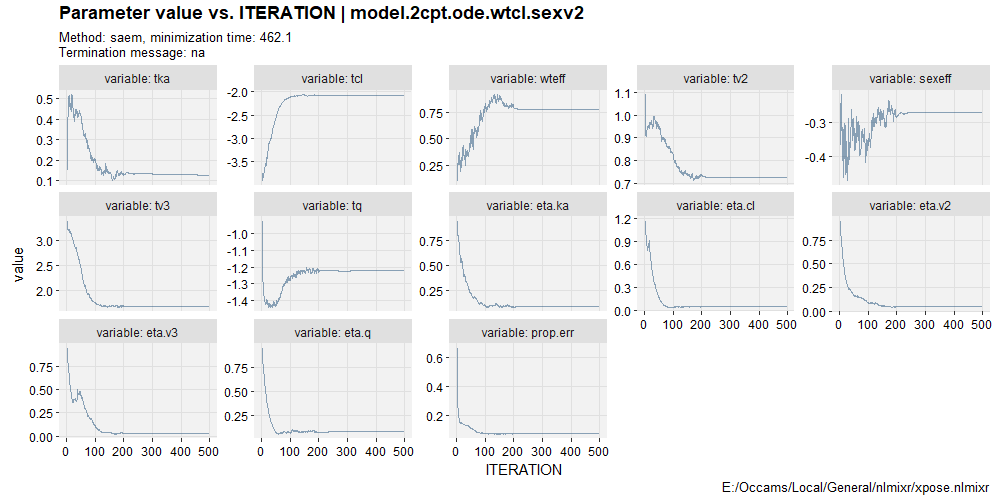 Parameter value vs. ITERATION | model.2cpt.ode.wtcl.sexv2
Method: saem, minimization time: 462.1
Termination message: na
variable: tka
variable: tcl
variable: wteff
variable: tv2
variable: sexeff
0.5
0.4
0.3
0.2
0.1
-2.0
-2.5
-3.0
-3.5
0.75
0.50
0.25
1.1
1.0
0.9
0.8
0.7
-0.3
-0.4
variable: tv3
variable: tq
variable: eta.ka
variable: eta.cl
variable: eta.v2
3.0
2.5
2.0
-1.0
-1.1
-1.2
-1.3
-1.4
0.75
0.50
0.25
1.2
0.9
0.6
0.3
0.0
0.75
0.50
0.25
0.00
0 100 200 300 400 500
0 100 200 300 400 500
variable: eta.v3
variable: eta.q
variable: prop.err
0.75
0.50
0.25
0.00
0.75
0.50
0.25
0.6
0.4
0.2
0 100 200 300 400 500
0 100 200 300 400 500
0 100 200 300 400 500
value
ITERATION
E:/Occams/Local/General/nlmixr/xpose.nlmixr